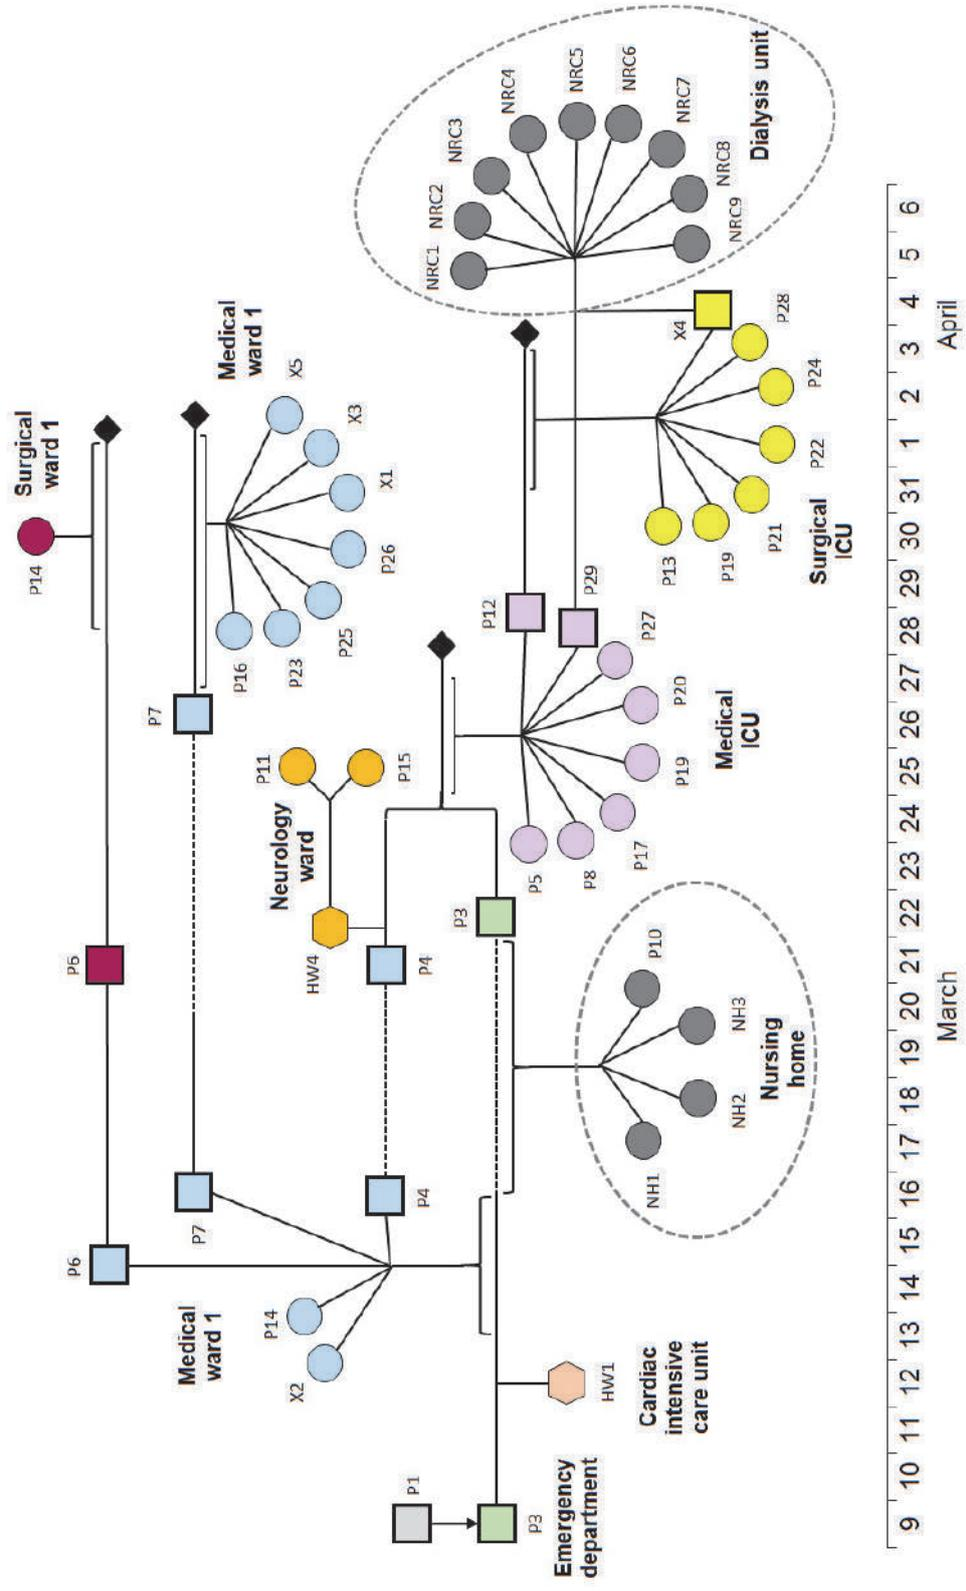 P14
Surgical
ward 1
P6
P6
P7
P7
Medical
ward 1
P16
P23
P25
P26
X1
X3
X5
Medical
ward 1
X2
P14
P4
P4
HW4
Neurology
ward
P11
P15
P1
P3
Emergency
department
HW1
Cardiac
intensive
care unit
P3
NH1
NH2
NH3
P10
Nursing
home
P5
P8
P17
P19
P20
P27
Medical
ICU
P12
P29
P13
P19
P21
P22
P24
P28
X4
Surgical
ICU
NRC1
NRC2
NRC3
NRC4
NRC5
NRC6
NRC7
NRC8
NRC9
Dialysis unit
9 10 11 12 13 14 15 16 17 18 19 20 21 22 23 24 25 26 27 28 29 30 31 1 2 3 4 5 6
March April